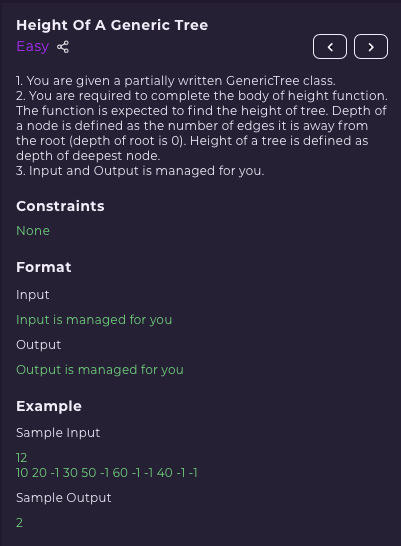 Height Of A Generic Tree
Easy
1. You are given a partially written GenericTree class.
2. You are required to complete the body of height function.
The function is expected to find the height of tree. Depth of
a node is defined as the number of edges it is away from
the root (depth of root is 0). Height of a tree is defined as
depth of deepest node.
3. Input and Output is managed for you.
Constraints
None
Format
Input
Input is managed for you
Output
Output is managed for you
Example
Sample Input
12
10 20 -1 30 50 -1 60 -1 -1 40 -1 -1
Sample Output
2